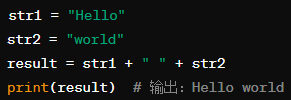 str1 = "Hello"
str2 = "world"
result = str1 + " " + str2
print(result)  # 输出: Hello world